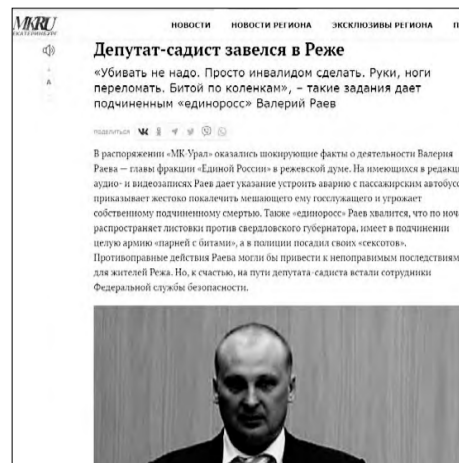 MKRU
ЕКАТЕРИНБУРГ
НОВОСТИ НОВОСТИ РЕГИОНА ЭКСКЛЮЗИВЫ РЕГИОНА П
Депутат-садист завелся в Реже
А
«Убивать не надо. Просто инвалидом сделать. Руки, ноги
переломать. Битой по коленкам», – такие задания дает
подчиненным «единоросс» Валерий Раев
ПОДЕЛИТЬСЯ
В распоряжении «МК-Урал» оказались шокирующие факты о деятельности Валерия
Раева — главы фракции «Единой России» в режевской думе. На имеющихся в редакц
аудио- и видеозаписях Раев дает указание устроить аварию с пассажирским автобусо
приказывает жестоко покалечить мешающего ему госслужащего и угрожает
собственному подчиненному смертью. Также «единоросс» Раев хвалится, что по ноча
распространяет листовки против свердловского губернатора, имеет в подчинении
целую армию «парней с битами», а в полиции посадил своих «сексотов».
Противоправные действия Раева могли бы привести к непоправимым последствиям
для жителей Режа. Но, к счастью, на пути депутата-садиста встали сотрудники
Федеральной службы безопасности.